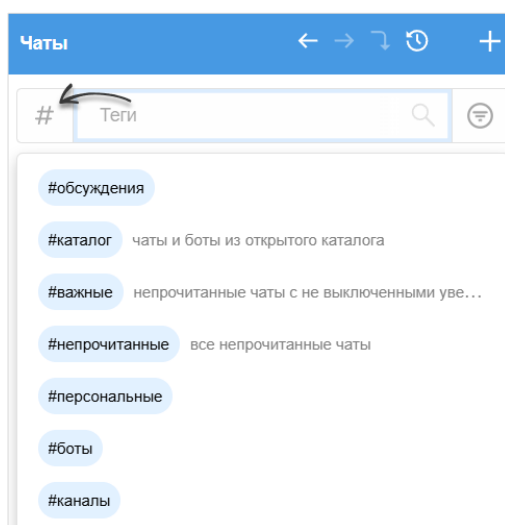 Чаты
# Теги
#обсуждения
#каталог чаты и боты из открытого каталога
#важные непрочитанные чаты с не выключенными уве...
#непрочитанные все непрочитанные чаты
#персональные
#боты
#каналы